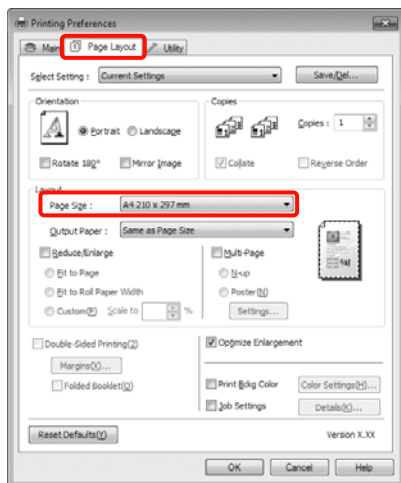 Printing Preferences
Main Page Layout Utility
Select Setting : Current Settings Save/Del...
Orientation Copies
Portrait Landscape Copies : 1
Rotate 180° Mirror Image Collate Reverse Order
Layout
Page Size : A4 210 x 297 mm
Output Paper : Same as Page Size
Reduce/Enlarge Multi-Page
Fit to Page N-up
Fit to Roll Paper Width Poster(N)
Custom(F) Scale to % Settings...
Double-Sided Printing(2) Optimize Enlargement
Margins(X)...
Folded Booklet(Q) Print Bckg Color Color Settings(H)...
Job Settings Details(K)...
Reset Defaults(Y) Version X.XX
OK Cancel Help